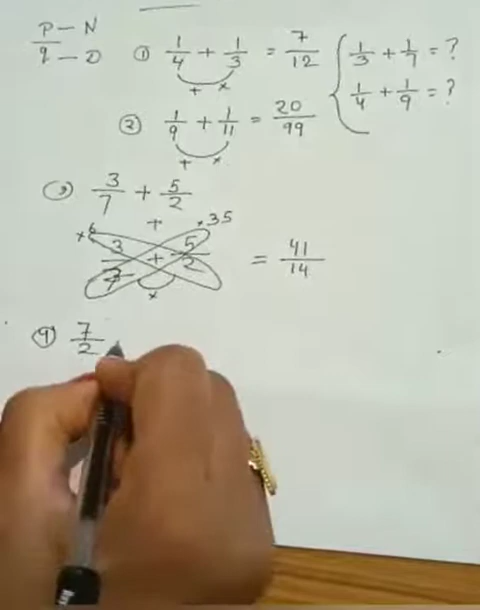 P - N
q - D
① 1/4 + 1/3 = 7/12
+ ×
② 1/9 + 1/11 = 20/99
+ ×
{ 1/3 + 1/7 = ?
1/4 + 1/9 = ?
③ 3/7 + 5/2
+
×6 ×35
3/7 + 5/2 = 41/14
×
④ 7/2